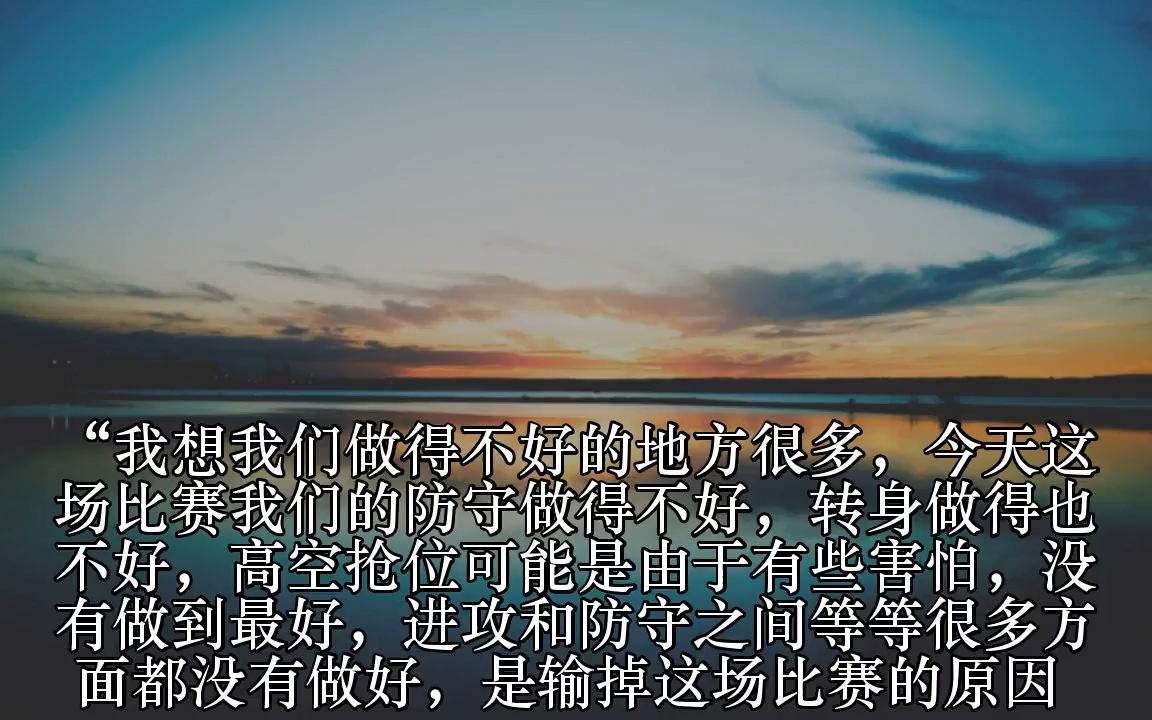 “我想我们做得不好的地方很多，今天这
场比赛我们的防守做得不好，转身做得也
不好，高空抢位可能是由于有些害怕，没
有做到最好，进攻和防守之间等等很多方
面都没有做好，是输掉这场比赛的原因